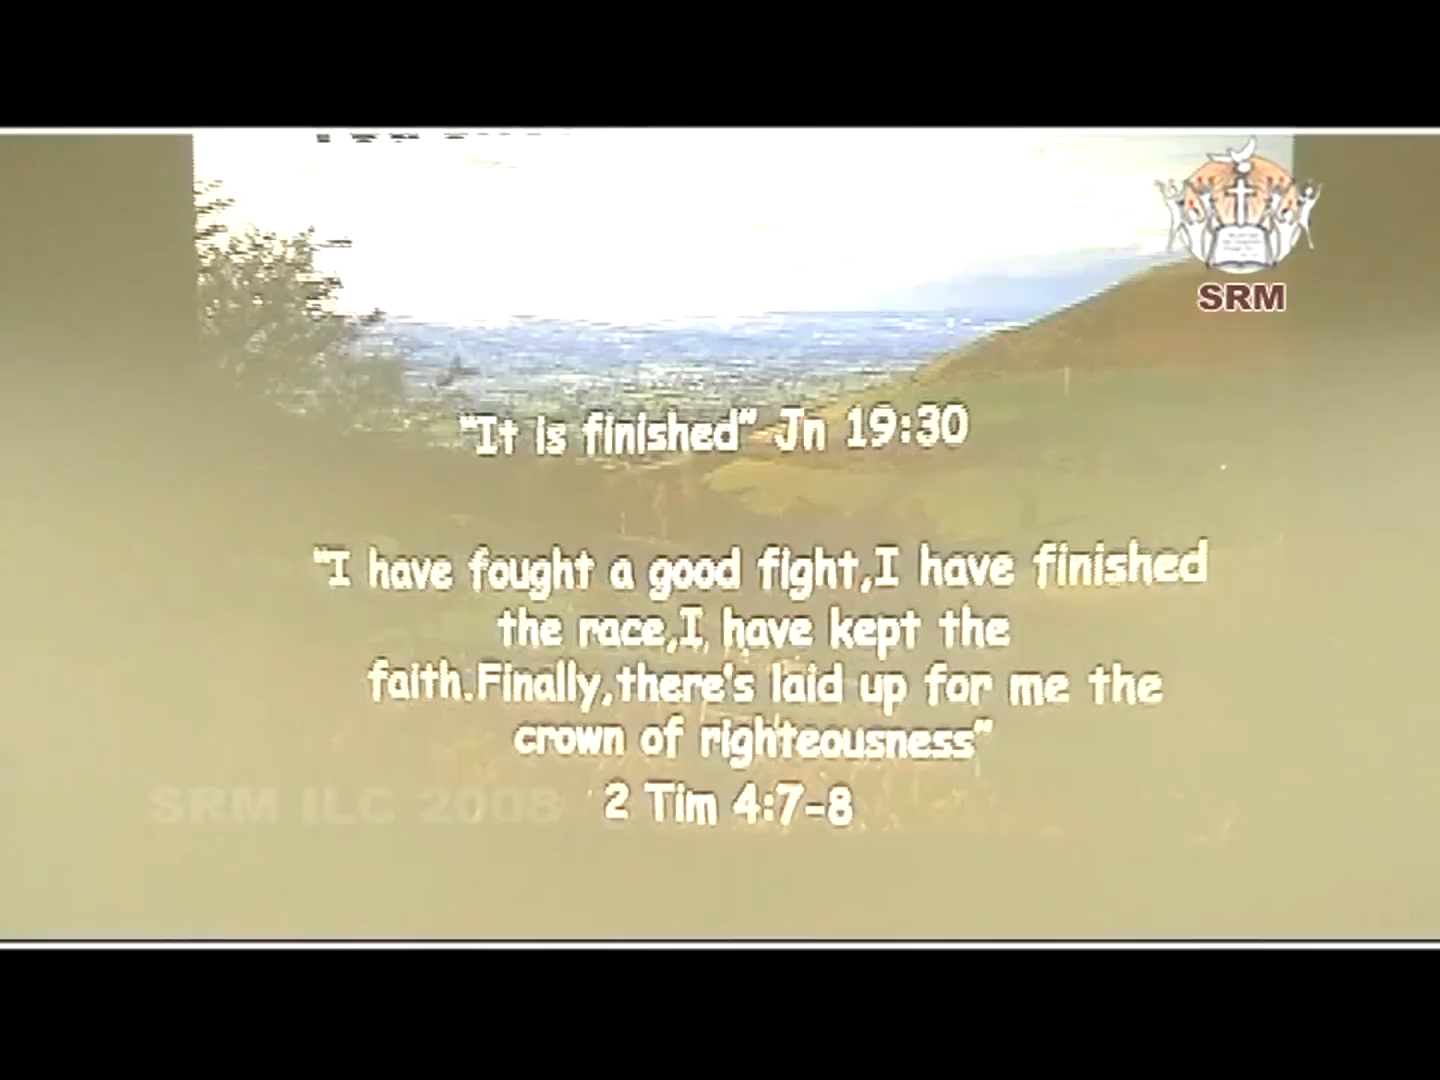 SRM
"It is finished" Jn 19:30
"I have fought a good fight,I have finished
the race,I have kept the
faith.Finally,there's laid up for me the
crown of righteousness"
2 Tim 4:7-8
SRM ILC 2008